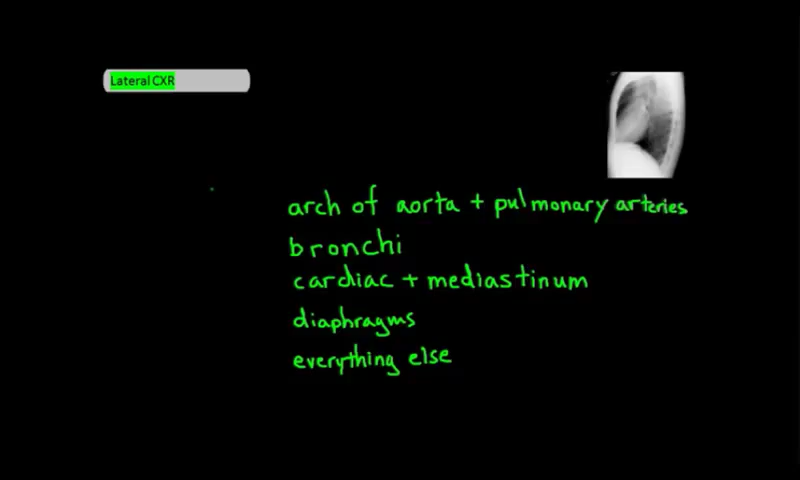 Lateral CXR
arch of aorta + pulmonary arteries
bronchi
cardiac + mediastinum
diaphragms
everything else